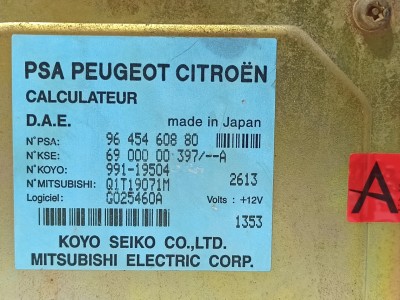 PSA PEUGEOT CITROËN
CALCULATEUR
D.A.E. made in Japan
N°PSA: 96 454 608 80
N°KSE: 69 000 00 397/--A
N°KOYO: 991-19504
N°MITSUBISHI: Q1T19071M 2613
Logiciel: G025460A Volts : +12V
1353
KOYO SEIKO CO.,LTD.
MITSUBISHI ELECTRIC CORP.
A